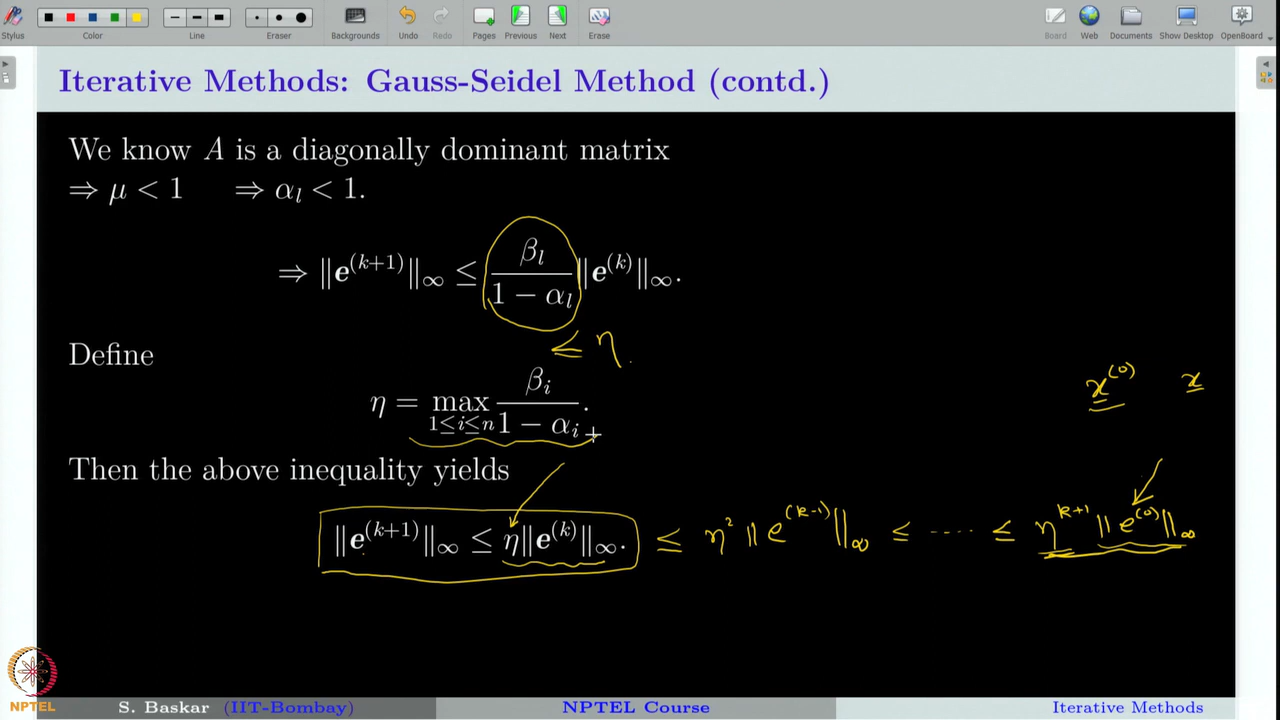 Stylus Color Line Eraser Backgrounds Undo Redo Pages Previous Next Erase Board Web Documents Show Desktop OpenBoard
Iterative Methods: Gauss-Seidel Method (contd.)
We know A is a diagonally dominant matrix
⇒ μ < 1 ⇒ α_l < 1.
⇒ ‖e^{(k+1)}‖_∞ ≤ β_l / (1 − α_l) ‖e^{(k)}‖_∞.
≤ η.
Define
x^{(0)} x
η = max_{1≤i≤n} β_i / (1 − α_i).
Then the above inequality yields
‖e^{(k+1)}‖_∞ ≤ η‖e^{(k)}‖_∞. ≤ η² ‖e^{(k-1)}‖_∞ ≤ ..... ≤ η^{k+1} ‖e^{(0)}‖_∞
NPTEL
S. Baskar (IIT-Bombay) NPTEL Course Iterative Methods